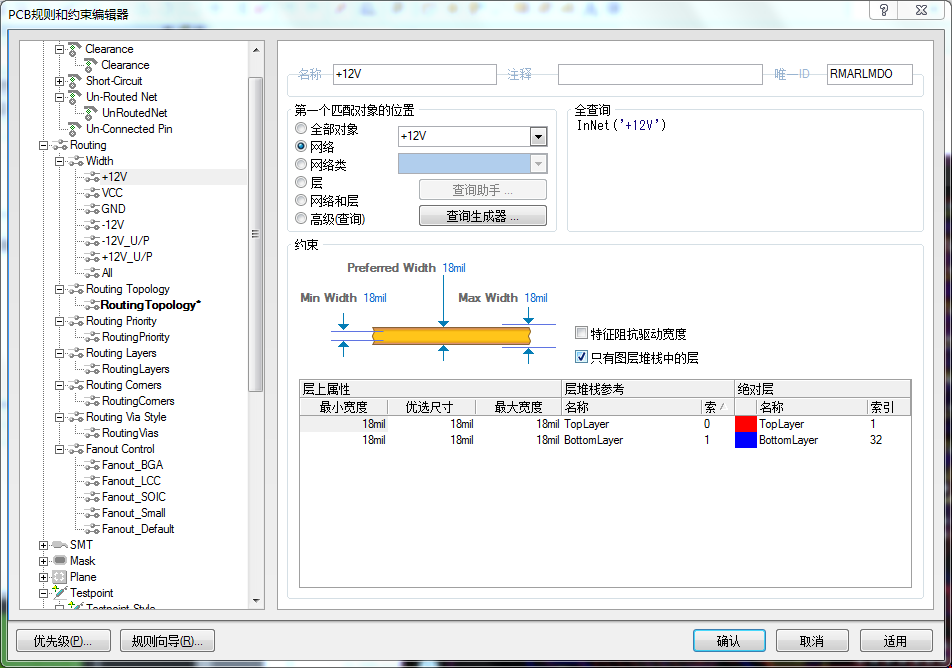 PCB规则和约束编辑器
Clearance
Clearance
Short-Circuit
Un-Routed Net
UnRoutedNet
Un-Connected Pin
Routing
Width
+12V
VCC
GND
-12V
-12V_U/P
+12V_U/P
All
Routing Topology
RoutingTopology*
Routing Priority
RoutingPriority
Routing Layers
RoutingLayers
Routing Corners
RoutingCorners
Routing Via Style
RoutingVias
Fanout Control
Fanout_BGA
Fanout_LCC
Fanout_SOIC
Fanout_Small
Fanout_Default
SMT
Mask
Plane
Testpoint
Testpoint Style
名称 +12V 注释 唯一ID RMARLMDO
第一个匹配对象的位置
全部对象
网络
网络类
层
网络和层
高级(查询)
+12V
查询助手 ...
查询生成器 ...
全查询
InNet('+12V')
约束
Preferred Width 18mil
Min Width 18mil Max Width 18mil
特征阻抗驱动宽度
只有图层堆栈中的层
层上属性 层堆栈参考 绝对层
最小宽度 优选尺寸 最大宽度 名称 索 名称 索引
18mil 18mil 18mil TopLayer 0 TopLayer 1
18mil 18mil 18mil BottomLayer 1 BottomLayer 32
优先级(P)... 规则向导(R)... 确认 取消 适用